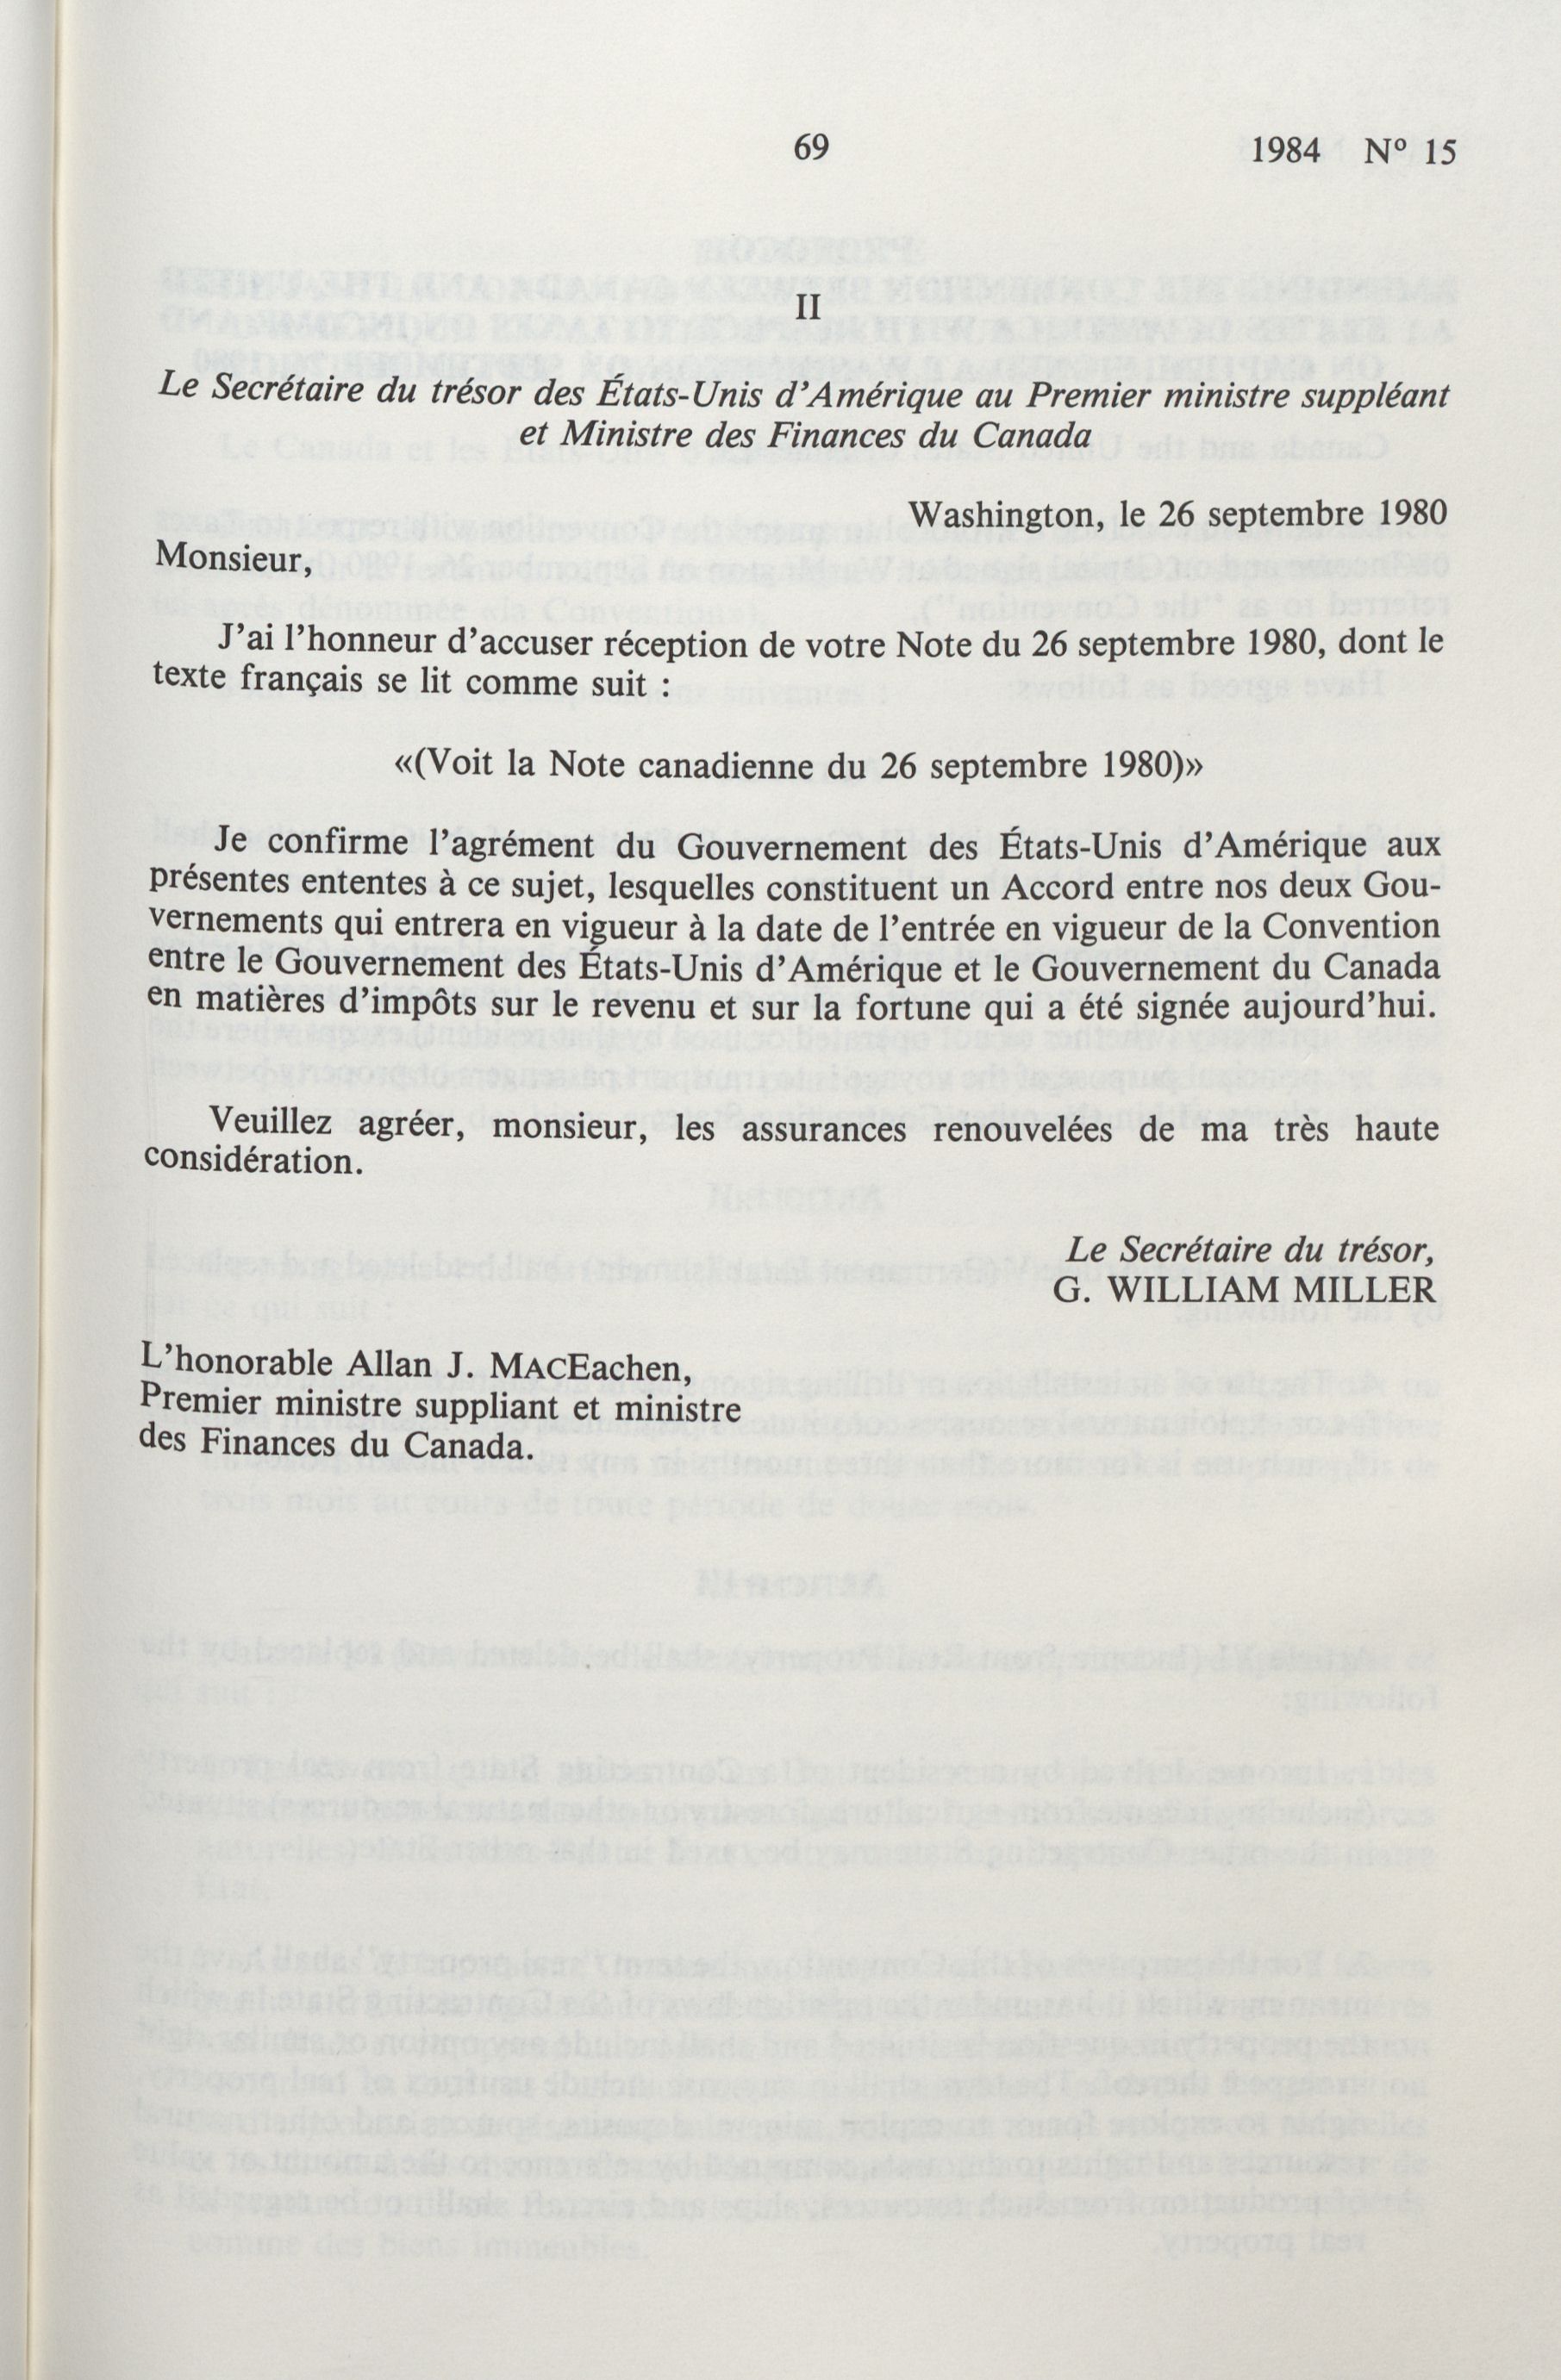 69
1984 Nº 15
II
Le Secrétaire du trésor des États-Unis d'Amérique au Premier ministre suppléant
et Ministre des Finances du Canada
Washington, le 26 septembre 1980
Monsieur,
J'ai l'honneur d'accuser réception de votre Note du 26 septembre 1980, dont le
texte français se lit comme suit :
«(Voit la Note canadienne du 26 septembre 1980)»
Je confirme l'agrément du Gouvernement des États-Unis d'Amérique aux
présentes ententes à ce sujet, lesquelles constituent un Accord entre nos deux Gou-
vernements qui entrera en vigueur à la date de l'entrée en vigueur de la Convention
entre le Gouvernement des États-Unis d'Amérique et le Gouvernement du Canada
en matières d'impôts sur le revenu et sur la fortune qui a été signée aujourd'hui.
Veuillez agréer, monsieur, les assurances renouvelées de ma très haute
considération.
Le Secrétaire du trésor,
G. WILLIAM MILLER
L'honorable Allan J. MACEachen,
Premier ministre suppliant et ministre
des Finances du Canada.